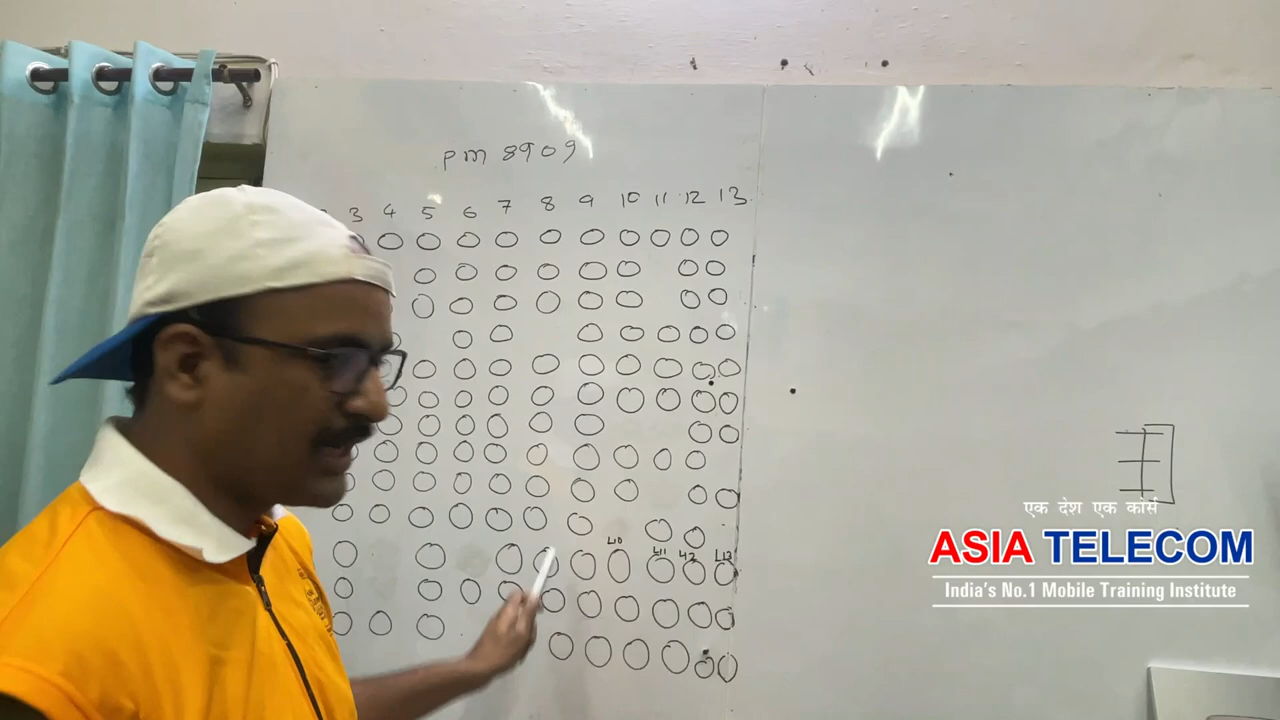 PM 8909
3 4 5 6 7 8 9 10 11 12 13
L10
L11 L12 L13
एक देश एक कोर्स
ASIA TELECOM
India's No.1 Mobile Training Institute